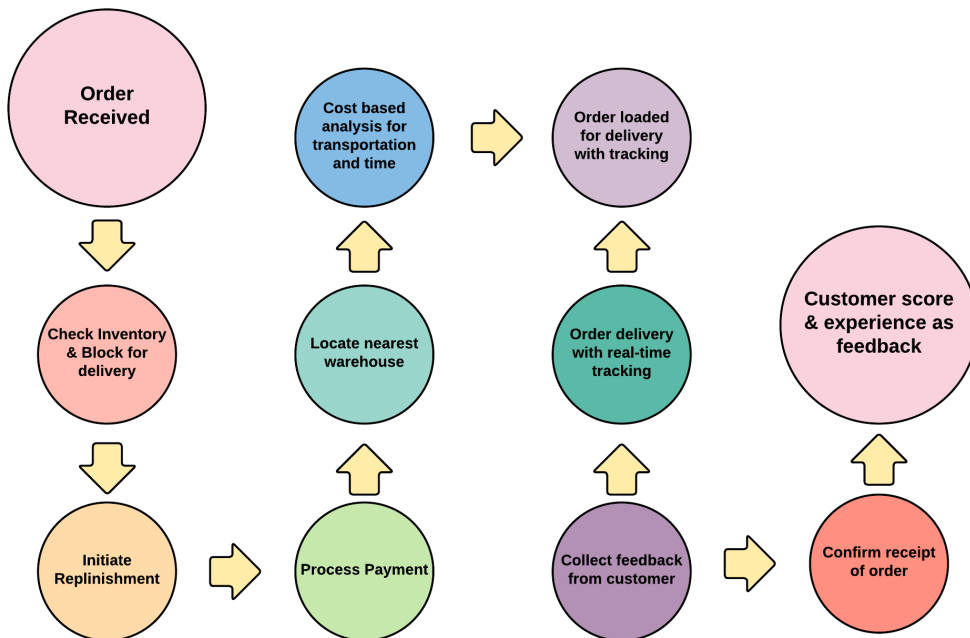 Order
Received
Check Inventory
& Block for
delivery
Initiate
Replinishment
Process Payment
Locate nearest
warehouse
Cost based
analysis for
transportation
and time
Order loaded
for delivery
with tracking
Order delivery
with real-time
tracking
Collect feedback
from customer
Confirm receipt
of order
Customer score
& experience as
feedback